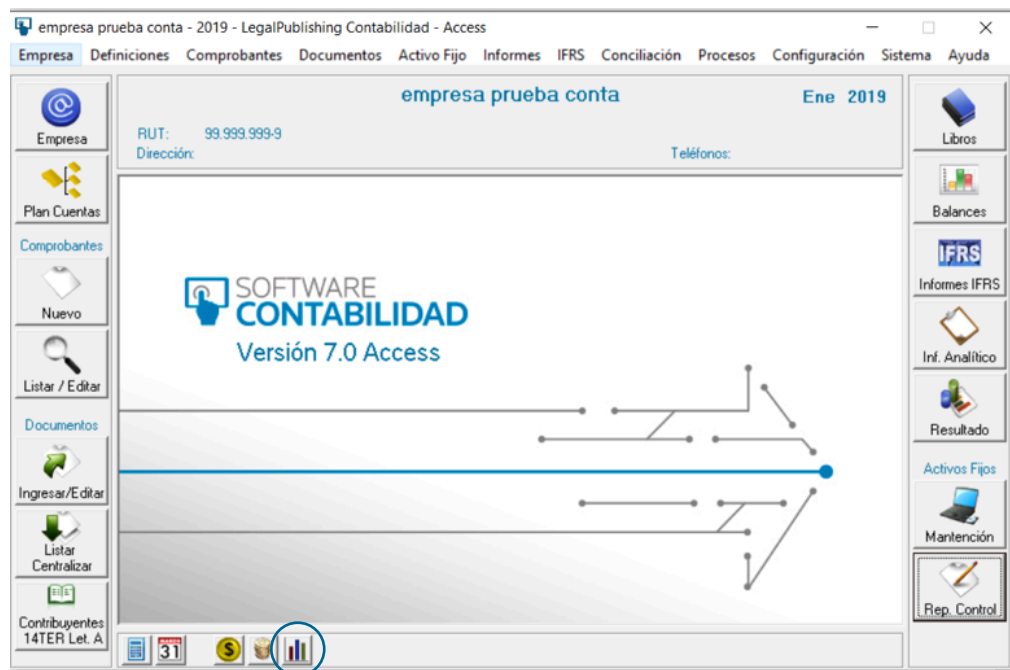 empresa prueba conta - 2019 - LegalPublishing Contabilidad - Access
Empresa Definiciones Comprobantes Documentos Activo Fijo Informes IFRS Conciliación Procesos Configuración Sistema Ayuda
empresa prueba conta
Ene 2019
RUT: 99.999.999-9
Dirección:
Teléfonos:
Empresa
Plan Cuentas
Comprobantes
Nuevo
Listar / Editar
Documentos
Ingresar/Editar
Listar
Centralizar
Contribuyentes
14TER Let. A
SOFTWARE
CONTABILIDAD
Versión 7.0 Access
31
$
Libros
Balances
IFRS
Informes IFRS
Inf. Analítico
Resultado
Activos Fijos
Mantención
Rep. Control